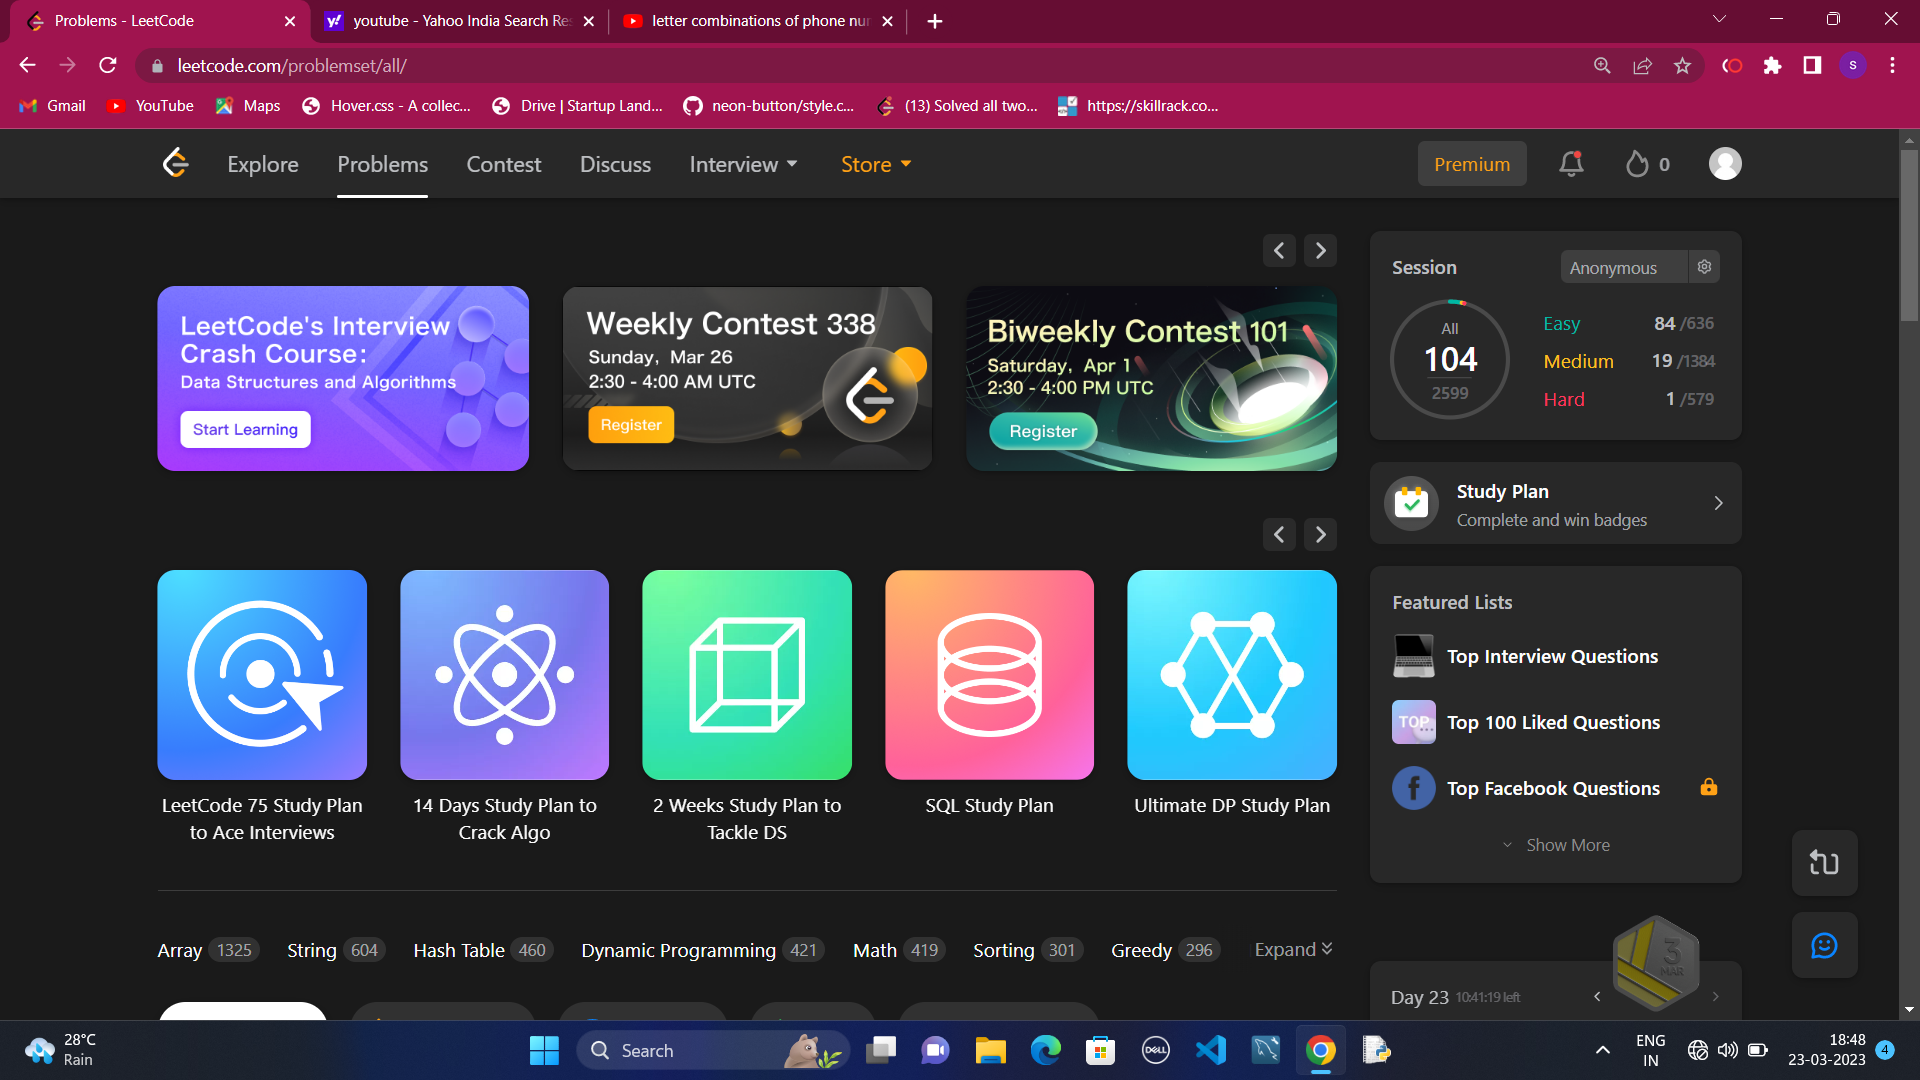 Problems - LeetCode
youtube - Yahoo India Search Re
letter combinations of phone nu
leetcode.com/problemset/all/
S
Gmail
YouTube
Maps
Hover.css - A collec...
Drive | Startup Land...
neon-button/style.c...
(13) Solved all two...
https://skillrack.co...
Explore
Problems
Contest
Discuss
Interview
Store
Premium
0
LeetCode's Interview
Crash Course:
Data Structures and Algorithms
Start Learning
Weekly Contest 338
Sunday, Mar 26
2:30 - 4:00 AM UTC
Register
Biweekly Contest 101
Saturday, Apr 1
2:30 - 4:00 PM UTC
Register
Session
Anonymous
All
104
2599
Easy
84 /636
Medium
19 /1384
Hard
1 /579
Study Plan
Complete and win badges
LeetCode 75 Study Plan
to Ace Interviews
14 Days Study Plan to
Crack Algo
2 Weeks Study Plan to
Tackle DS
SQL Study Plan
Ultimate DP Study Plan
Featured Lists
Top Interview Questions
TOP
Top 100 Liked Questions
Top Facebook Questions
Show More
Array 1325
String 604
Hash Table 460
Dynamic Programming 421
Math 419
Sorting 301
Greedy 296
Expand
3
MAR
Day 23 10:41:19 left
28°C
Rain
Search
DELL
ENG
IN
18:48
23-03-2023
4